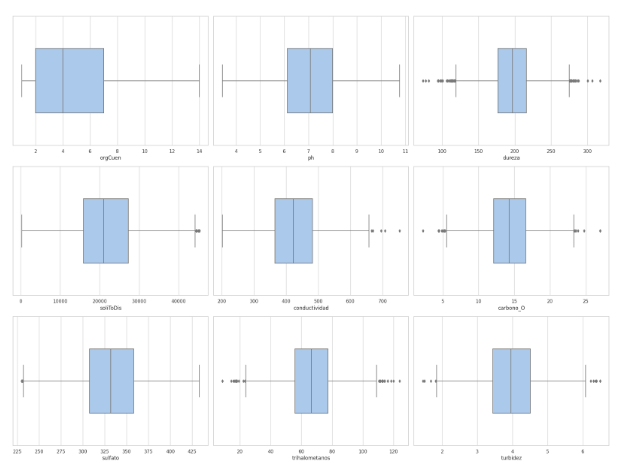 2 4 6 8 10 12 14
orgCuen
4 5 6 7 8 9 10 11
ph
100 150 200 250 300
dureza
0 10000 20000 30000 40000
soliToDis
200 300 400 500 600 700
conductividad
5 10 15 20 25
carbono_O
225 250 275 300 325 350 375 400 425
sulfato
20 40 60 80 100 120
trihalometanos
2 3 4 5 6
turbidez